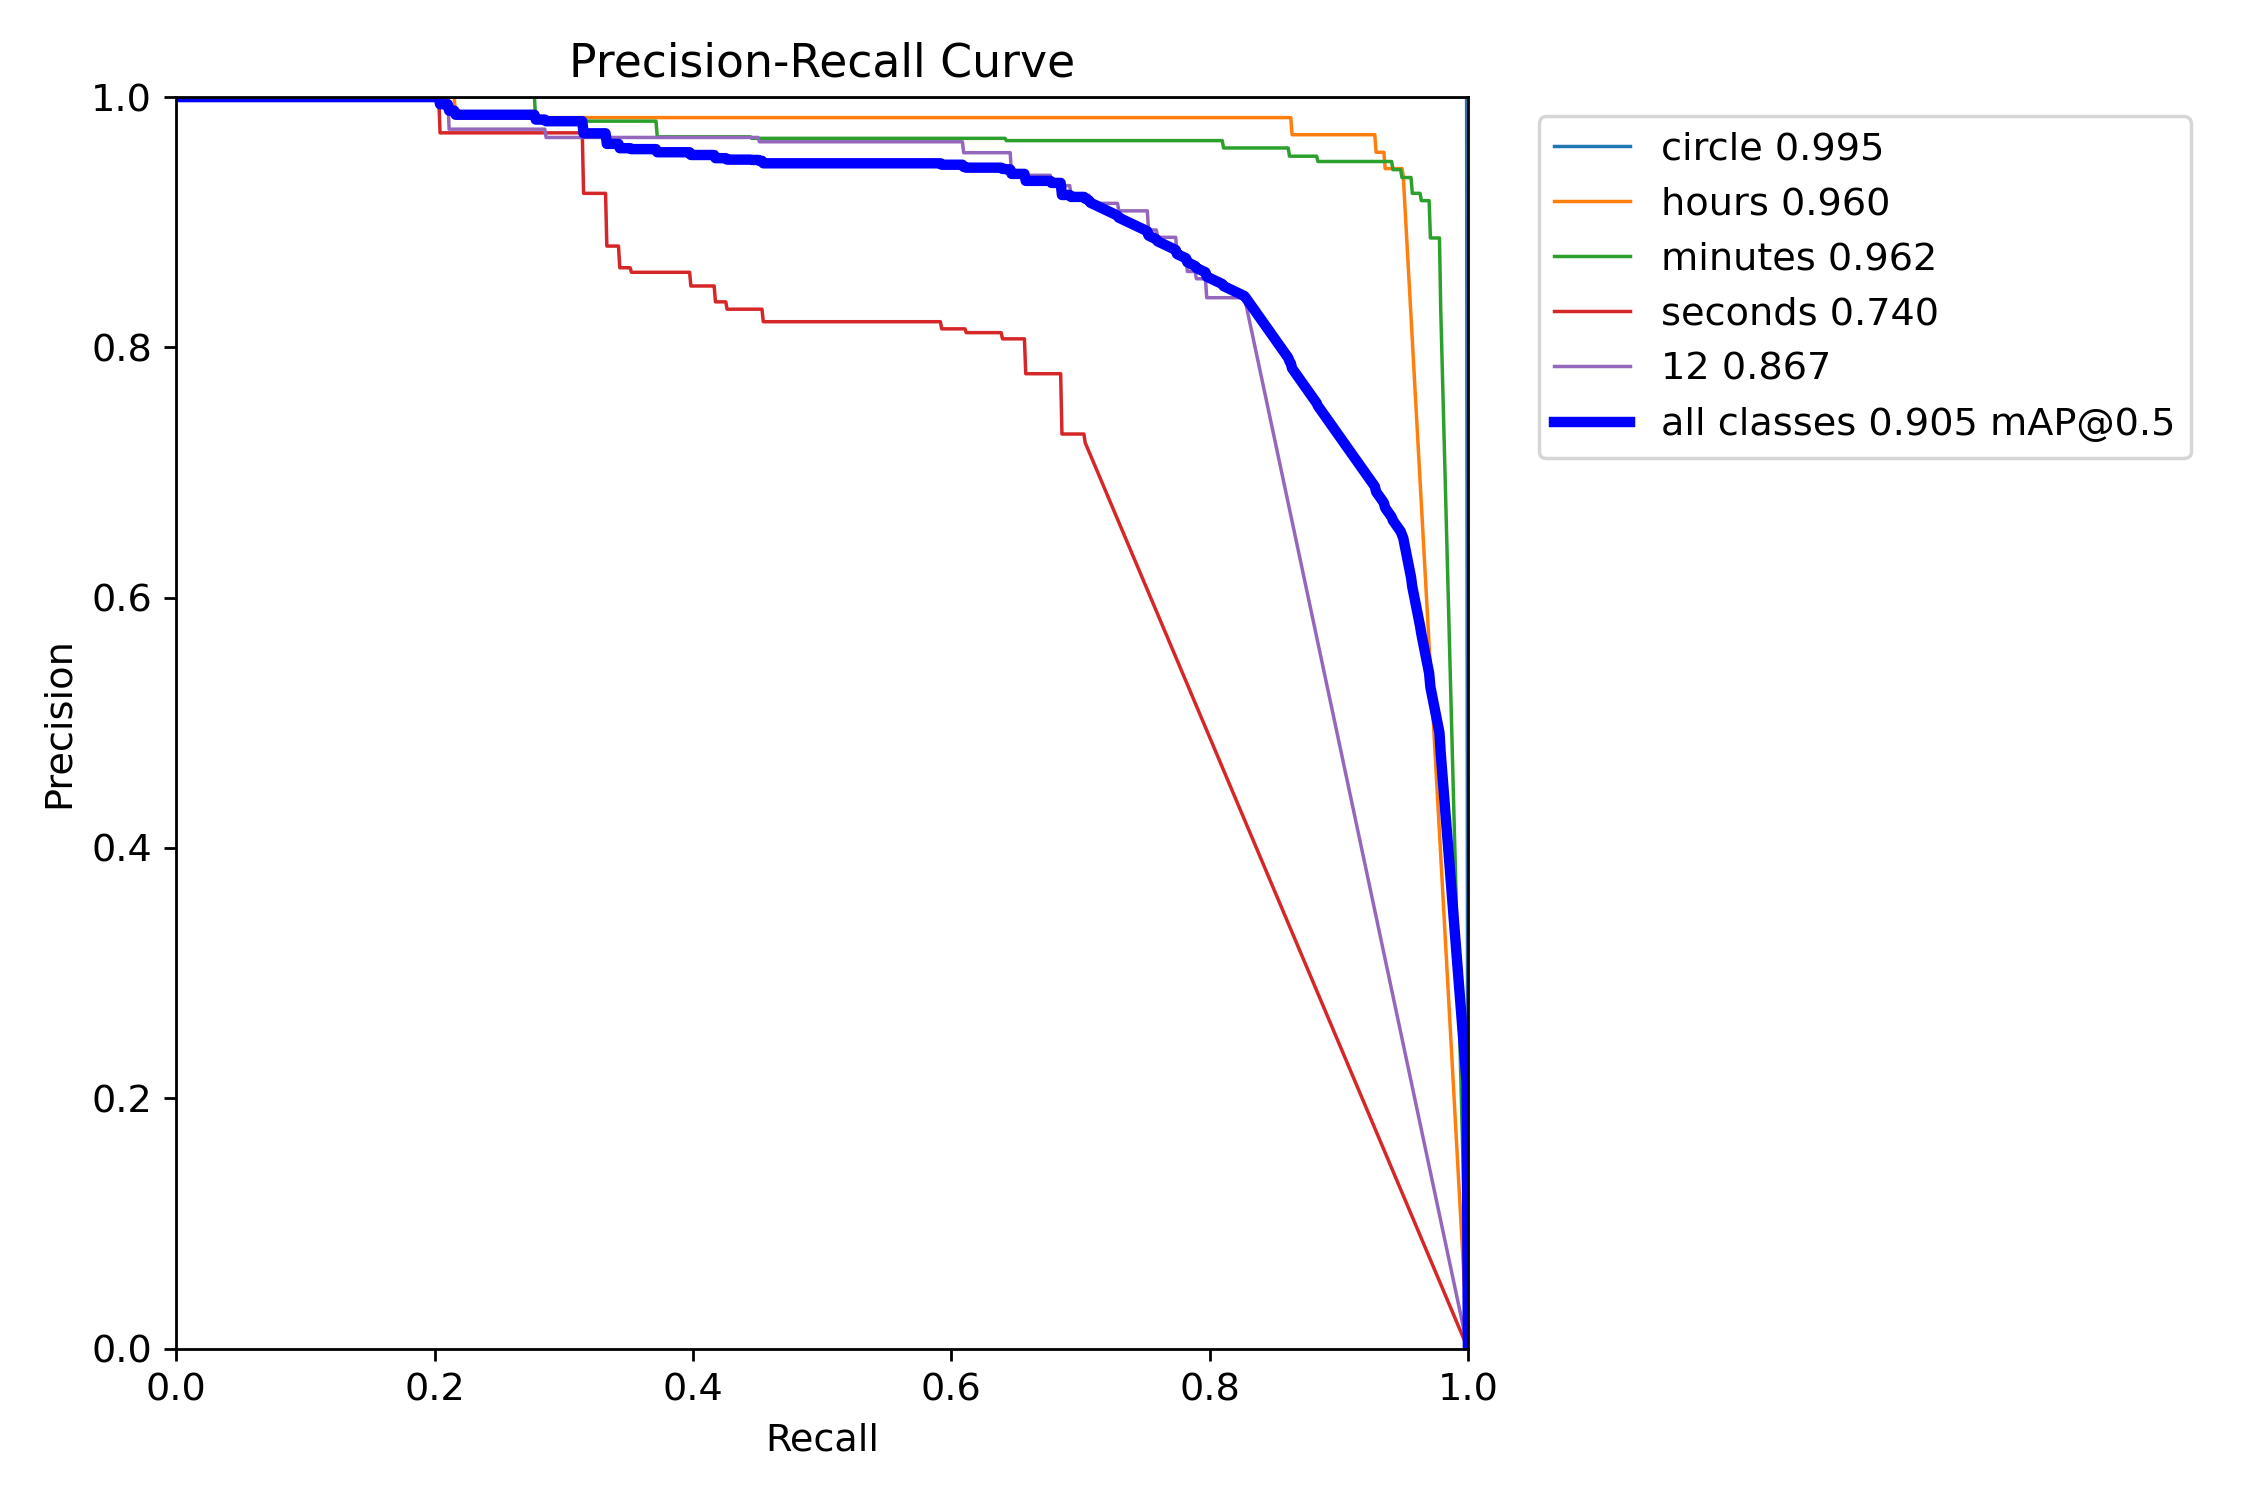 Precision-Recall Curve
1.0
0.8
0.6
0.4
0.2
0.0
Precision
0.0 0.2 0.4 0.6 0.8 1.0
Recall
circle 0.995
hours 0.960
minutes 0.962
seconds 0.740
12 0.867
all classes 0.905 mAP@0.5